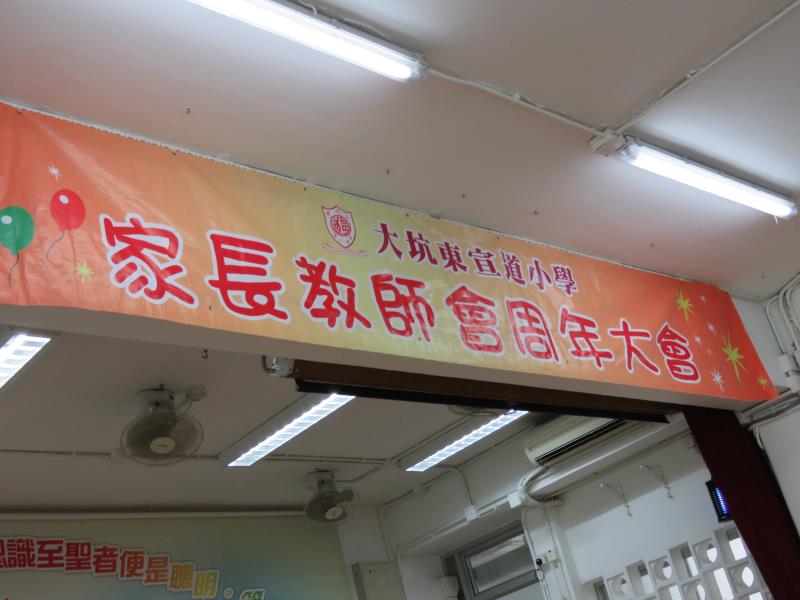 大坑東宣道小學
家長教師會周年大會
認識至聖者便是聰明。